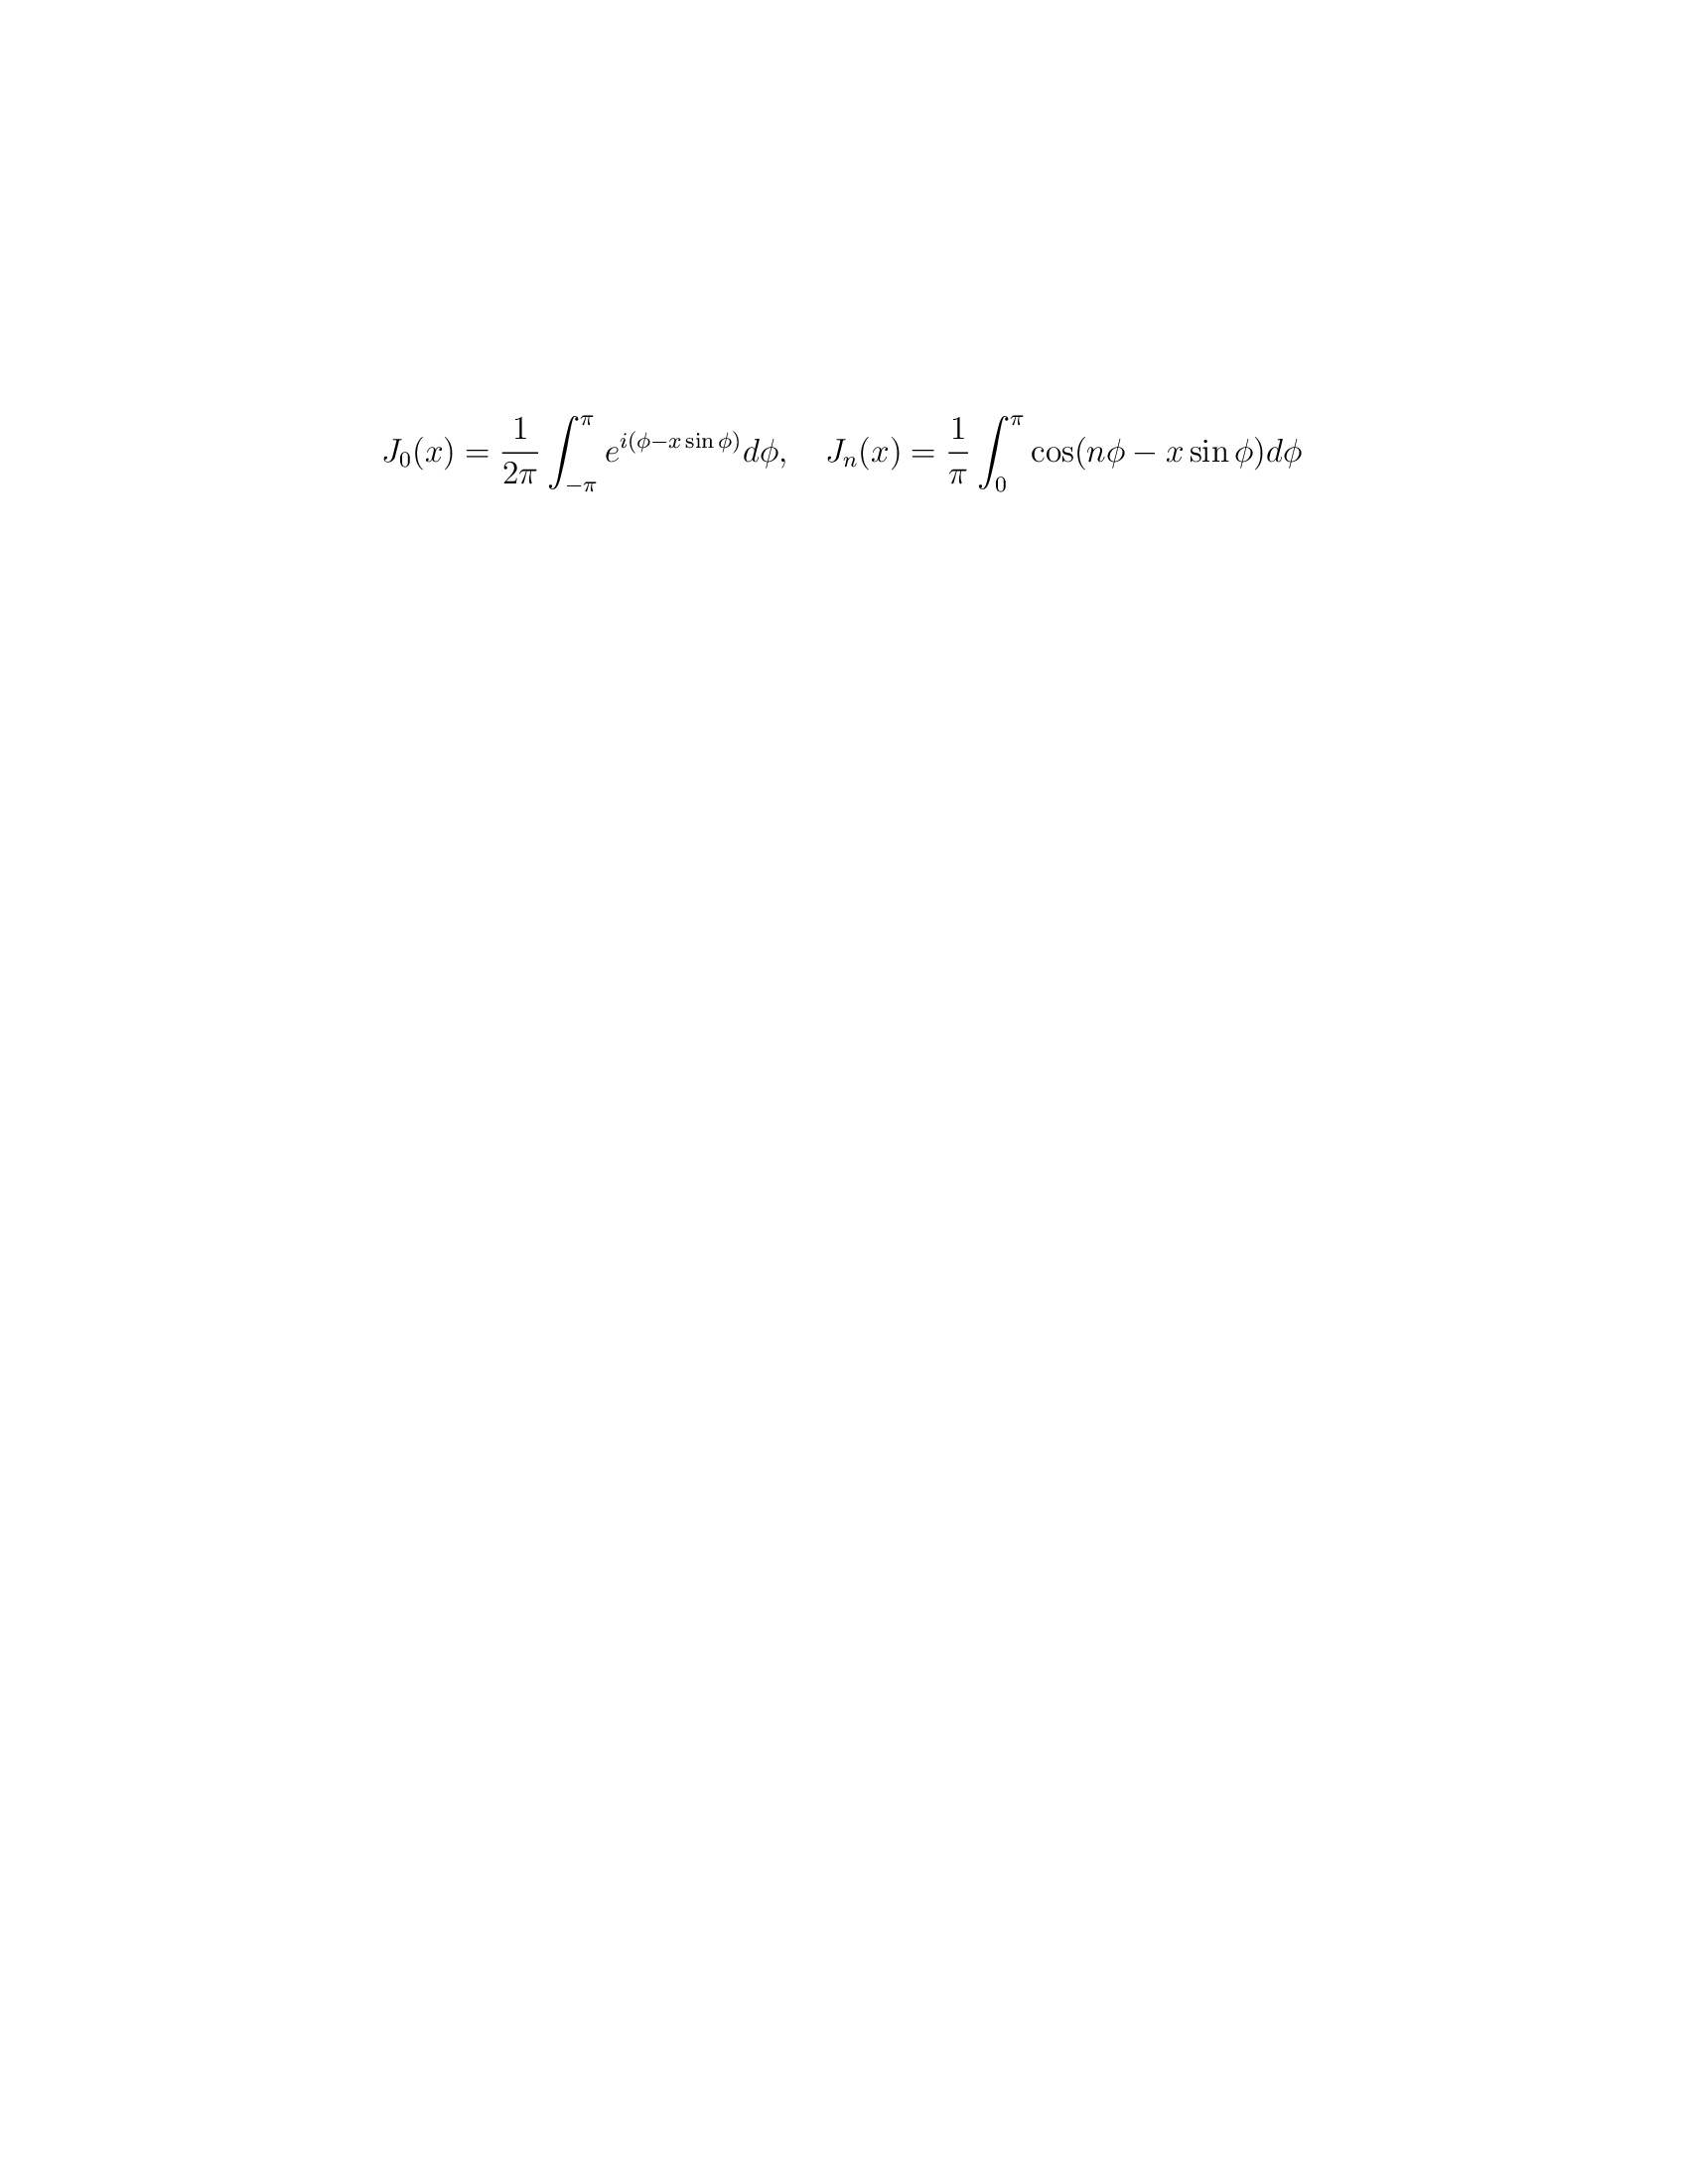 $J_0(x) = \frac{1}{2\pi} \int_{-\pi}^{\pi} e^{i(\phi - x \sin \phi)} d\phi, \quad J_n(x) = \frac{1}{\pi} \int_0^{\pi} \cos(n\phi - x \sin \phi) d\phi$